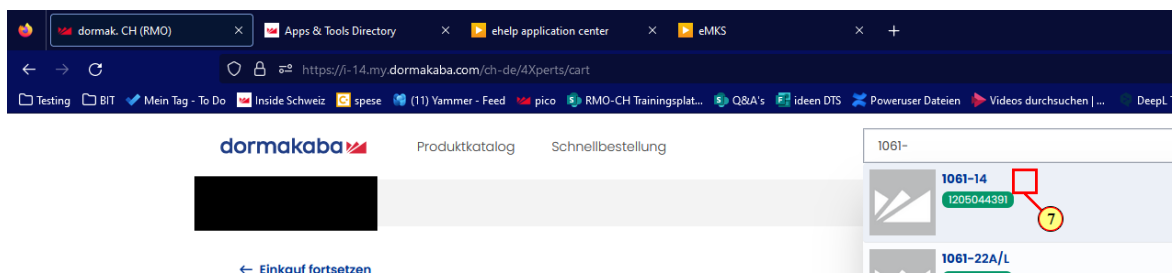 dormak. CH (RMO) Apps & Tools Directory ehelp application center eMKS
https://i-14.my.dormakaba.com/ch-de/4Xperts/cart
Testing BIT Mein Tag - To Do Inside Schweiz spese (11) Yammer - Feed pico RMO-CH Trainingsplat... Q&A's ideen DTS Poweruser Dateien Videos durchsuchen | ... DeepL
dormakaba Produktkatalog Schnellbestellung 1061-
1061-14
1205044391
7
1061-22A/L
← Einkauf fortsetzen